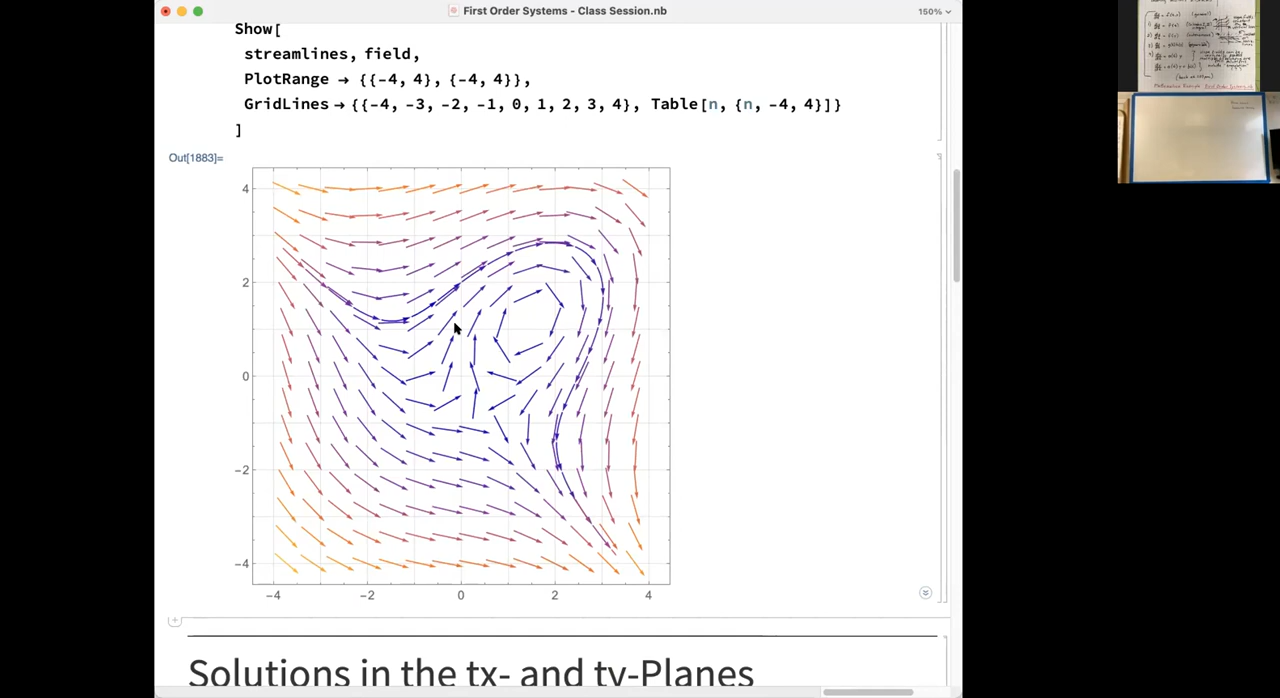 First Order Systems - Class Session.nb
150%
Show[
streamlines, field,
PlotRange → {{-4, 4}, {-4, 4}},
GridLines → {{-4, -3, -2, -1, 0, 1, 2, 3, 4}, Table[n, {n, -4, 4}]}
]
Out[1883]=
4
2
0
-2
-4
-4 -2 0 2 4
Solutions in the tx- and ty-Planes